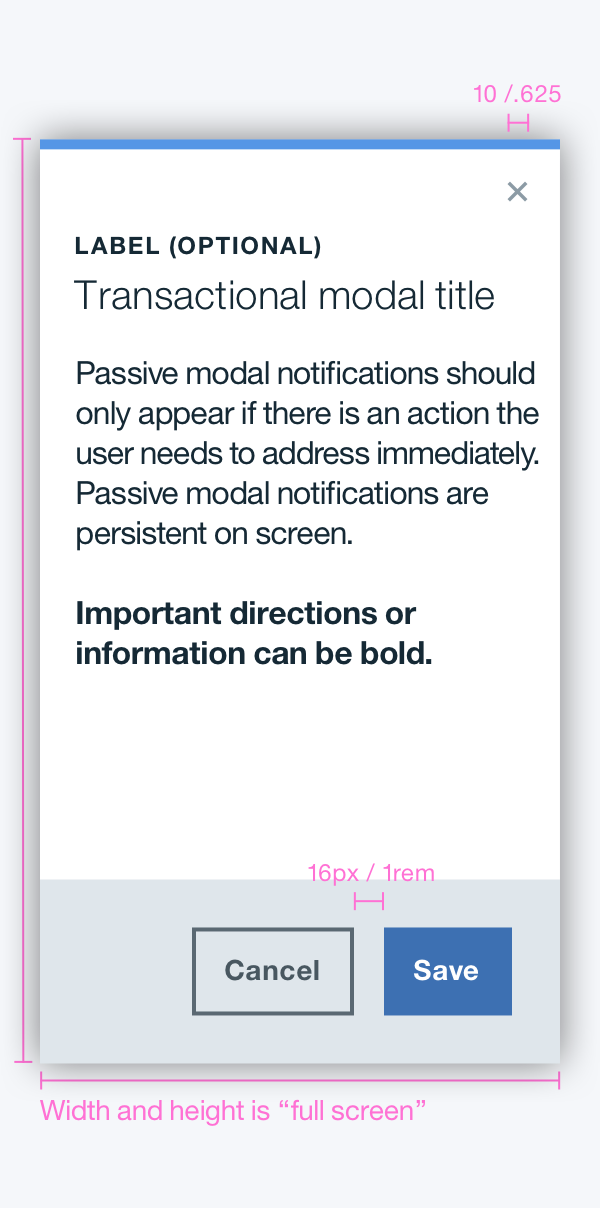 10 /.625
LABEL (OPTIONAL)
Transactional modal title
Passive modal notifications should
only appear if there is an action the
user needs to address immediately.
Passive modal notifications are
persistent on screen.
Important directions or
information can be bold.
16px / 1rem
Cancel
Save
Width and height is “full screen”